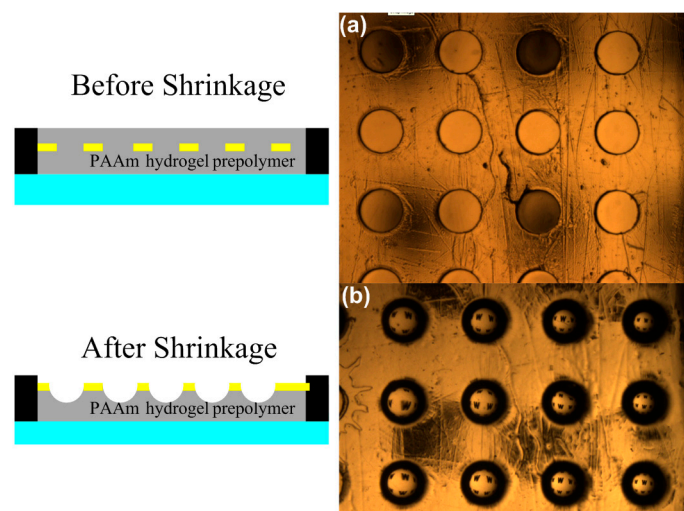 Before Shrinkage
PAAm hydrogel prepolymer
After Shrinkage
PAAm hydrogel prepolymer
(a)
(b)